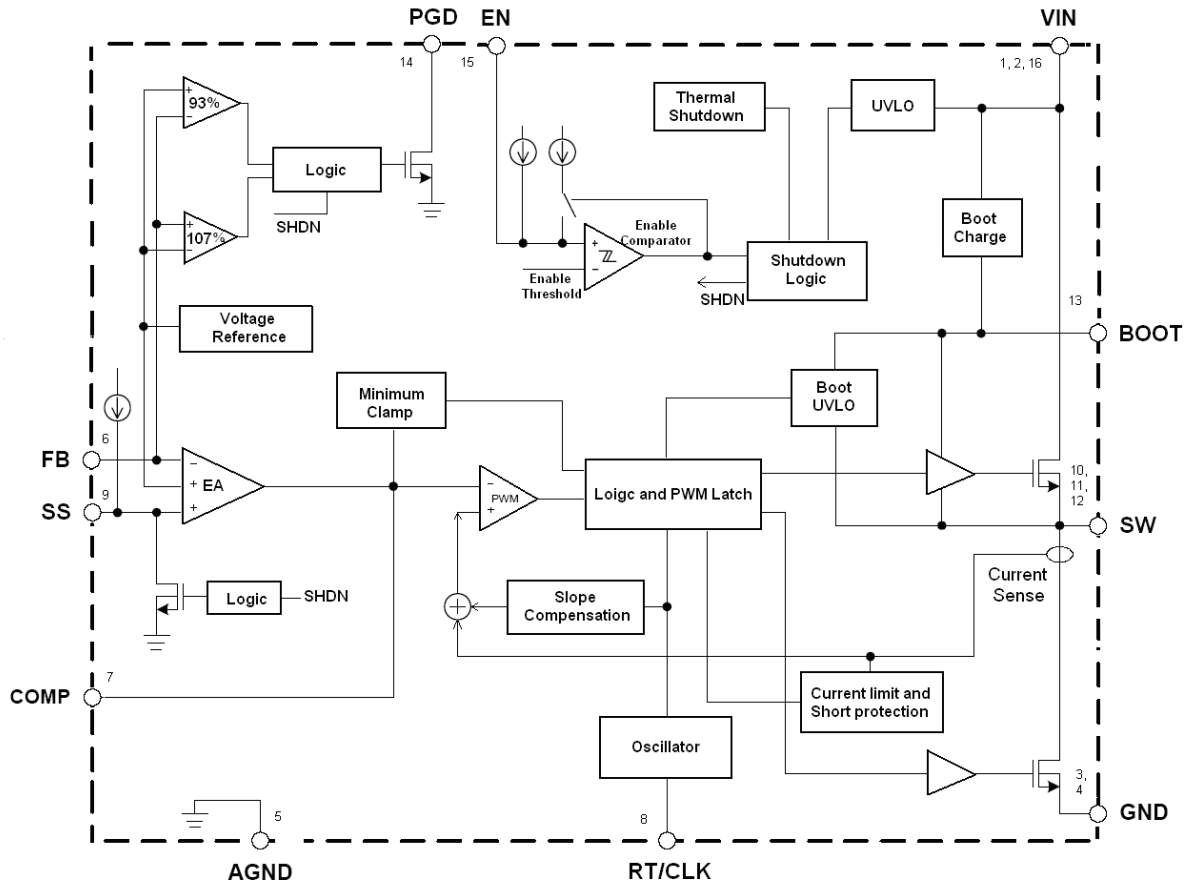 PGD
EN
VIN
14
15
1, 2, 16
+
93%
−
Thermal
Shutdown
UVLO
Logic
SHDN
+
107%
−
Boot
Charge
Enable
Comparator
+
−
Enable
Threshold
Shutdown
Logic
SHDN
13
BOOT
Voltage
Reference
Minimum
Clamp
Boot
UVLO
6
FB
−
+ EA
+
9
SS
−
PWM
+
Loigc and PWM Latch
10,
11,
12
SW
Current
Sense
Logic
SHDN
+
Slope
Compensation
7
COMP
Current limit and
Short protection
Oscillator
3,
4
GND
5
8
AGND
RT/CLK